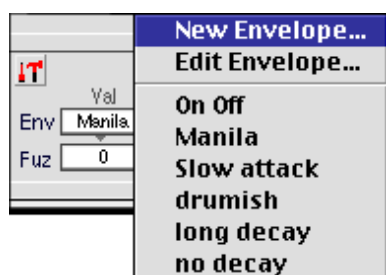 New Envelope...
Edit Envelope...
Val
Env Manila
Fuz 0
On Off
Manila
Slow attack
drumish
long decay
no decay